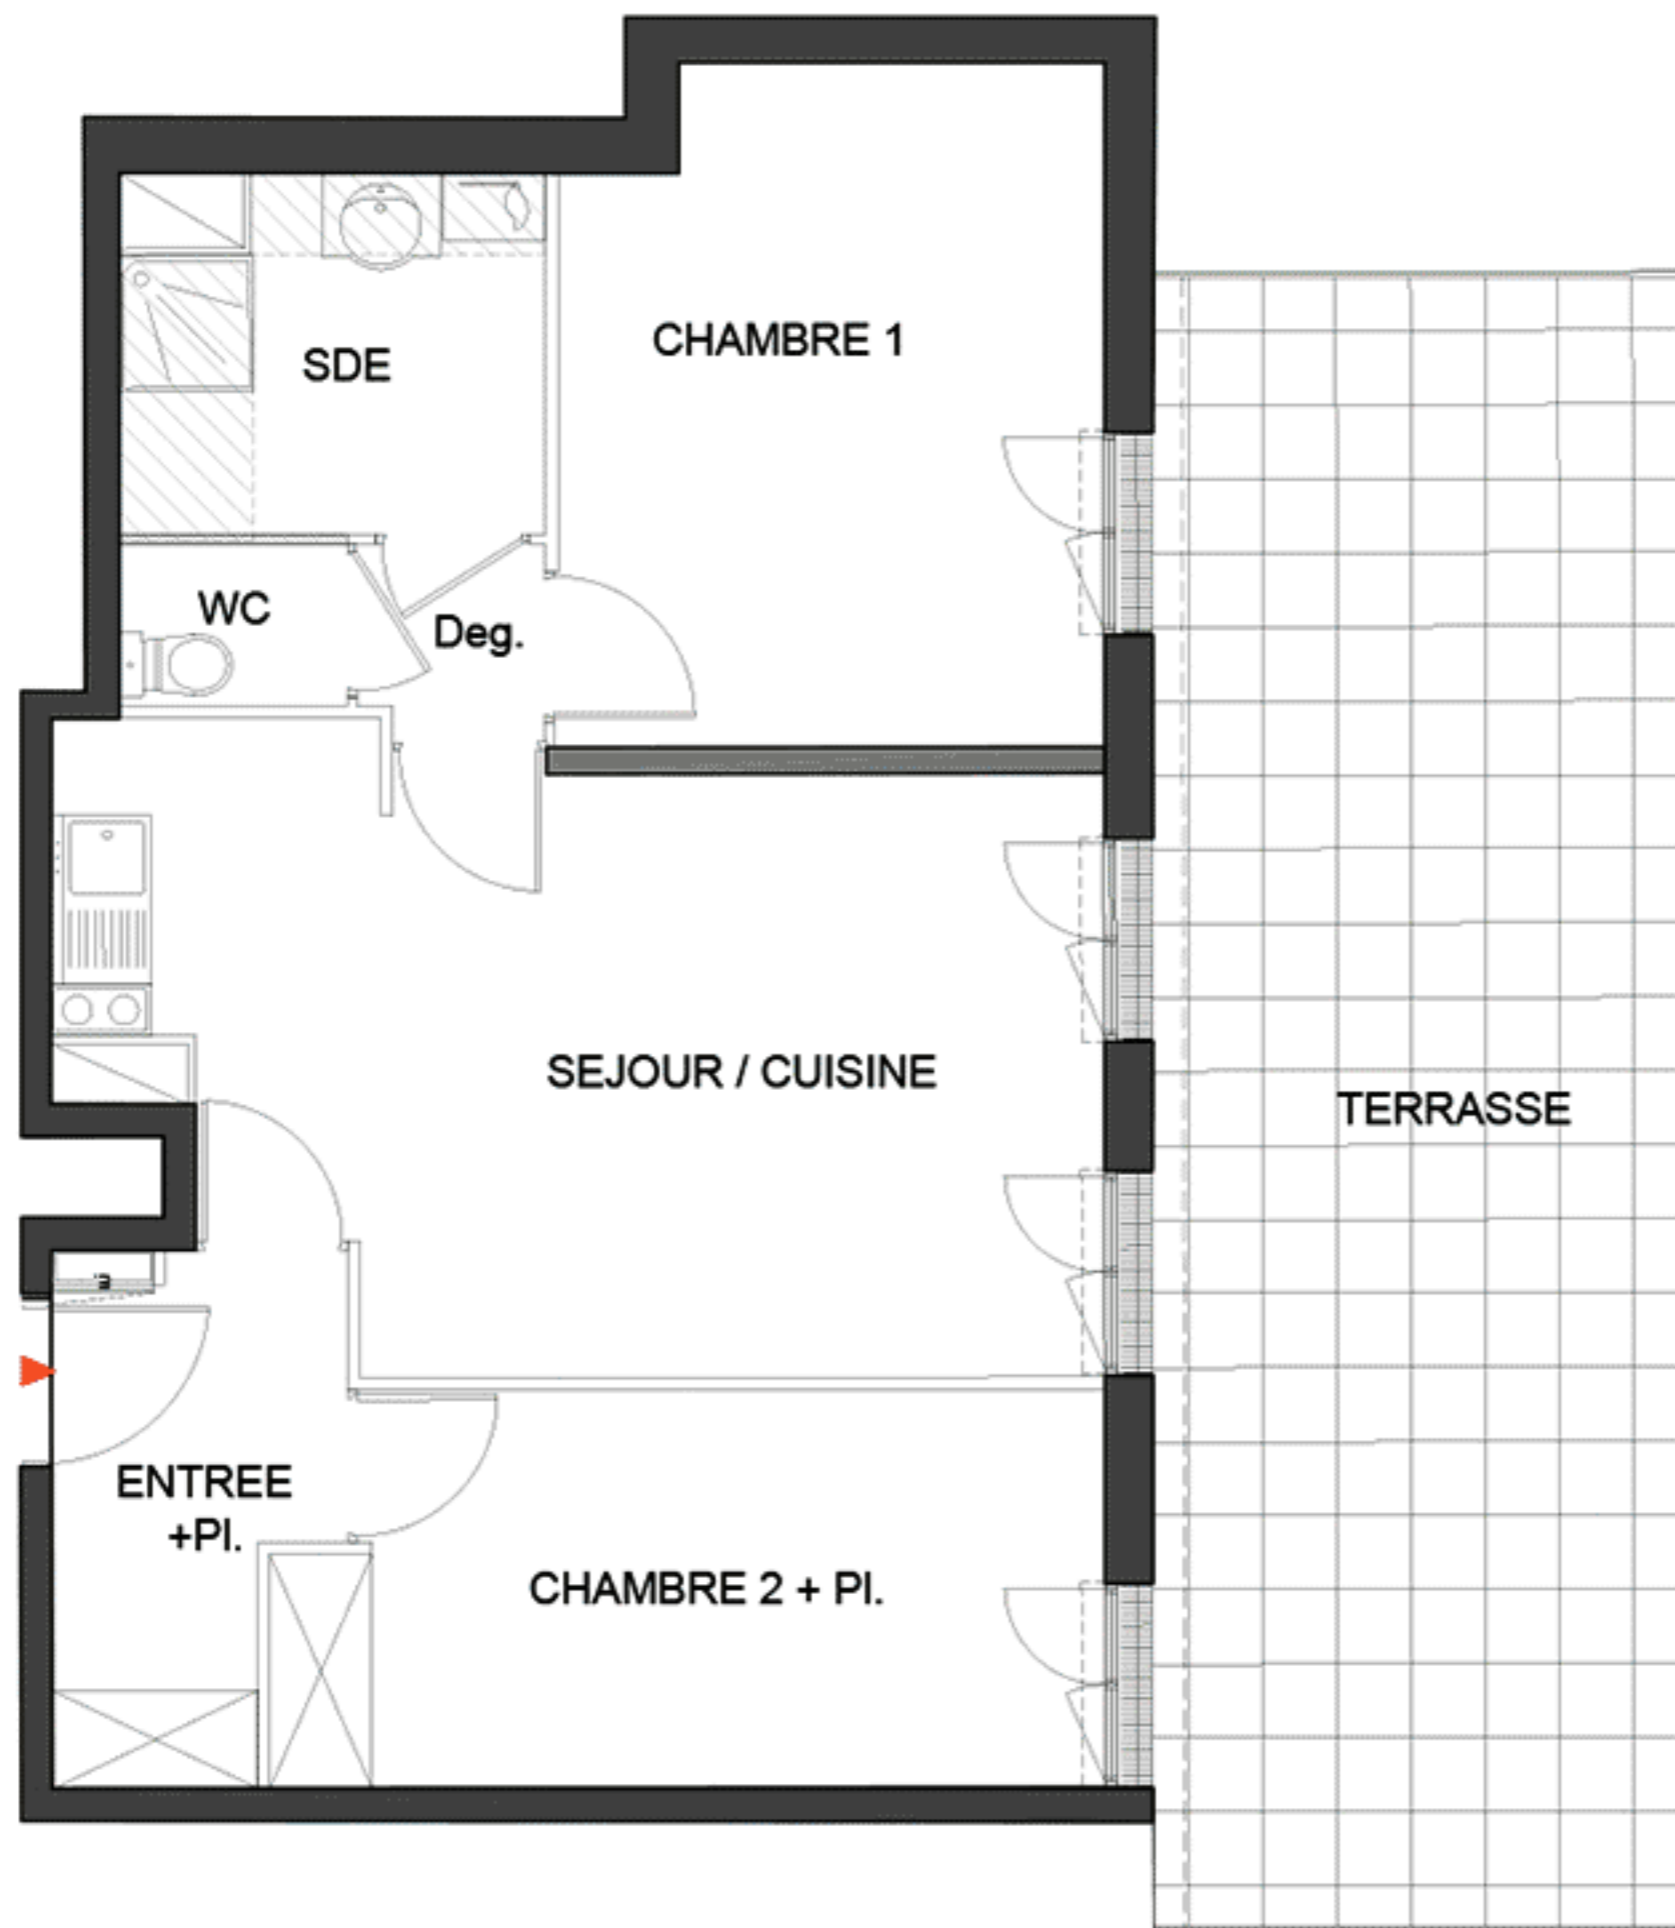 CHAMBRE 1
SDE
WC
Deg.
SEJOUR / CUISINE
TERRASSE
ENTREE
+Pl.
CHAMBRE 2 + Pl.